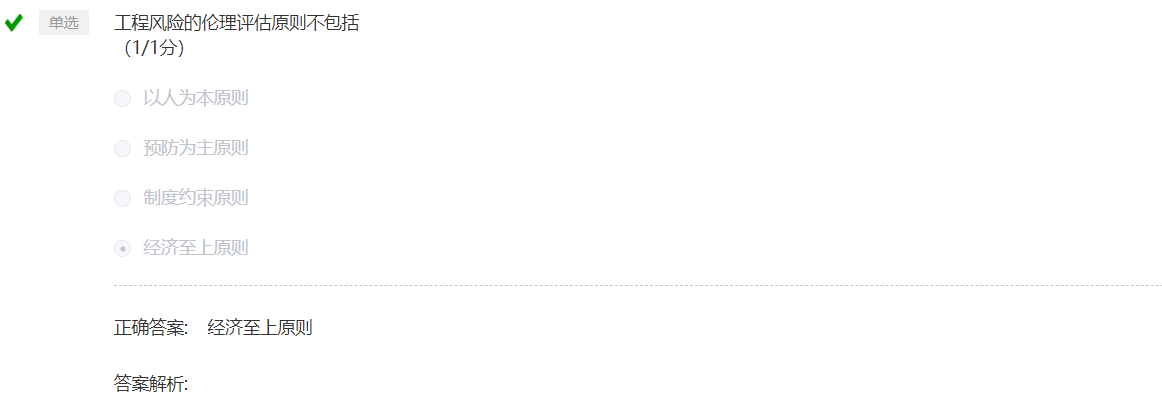 单选
工程风险的伦理评估原则不包括
（1/1分）
以人为本原则
预防为主原则
制度约束原则
经济至上原则
正确答案: 经济至上原则
答案解析: